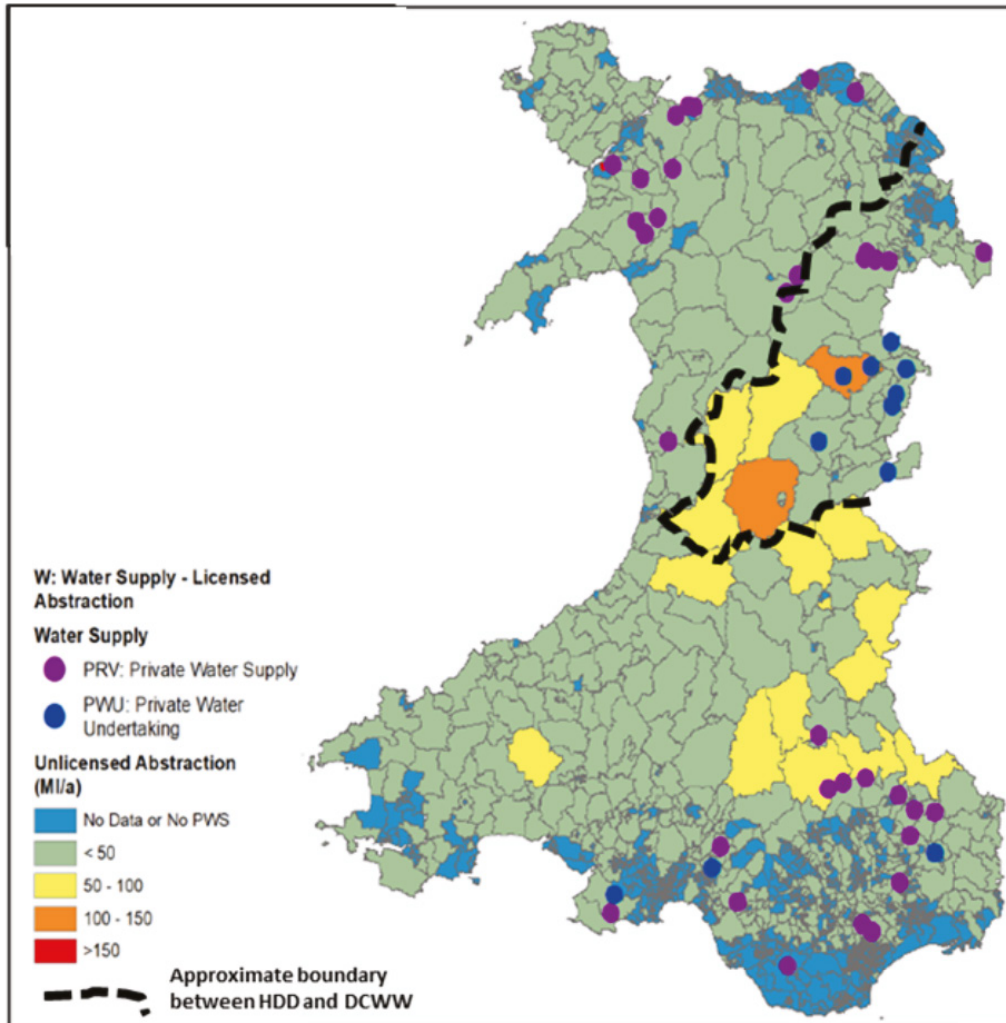 W: Water Supply - Licensed
Abstraction
Water Supply
PRV: Private Water Supply
PWU: Private Water
Undertaking
Unlicensed Abstraction
(Ml/a)
No Data or No PWS
< 50
50 - 100
100 - 150
>150
Approximate boundary
between HDD and DCWW